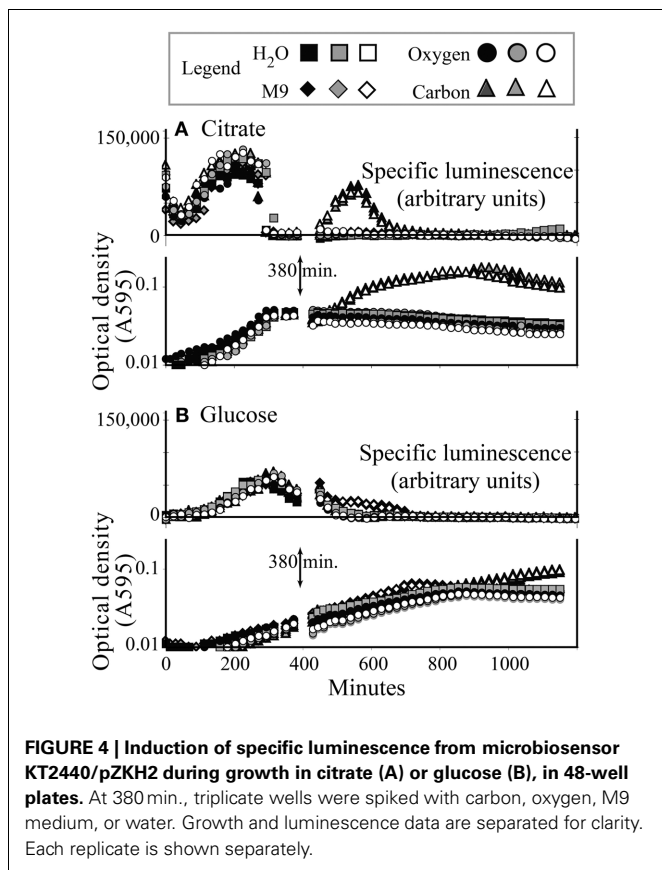 Legend
H₂O
Oxygen
M9
Carbon
A Citrate
150,000
0
Specific luminescence
(arbitrary units)
380 min.
0.1
0.01
Optical density
(A595)
B Glucose
150,000
0
Specific luminescence
(arbitrary units)
380 min.
0.1
0.01
Optical density
(A595)
0 200 400 600 800 1000
Minutes
FIGURE 4 | Induction of specific luminescence from microbiosensor
KT2440/pZKH2 during growth in citrate (A) or glucose (B), in 48-well
plates. At 380 min., triplicate wells were spiked with carbon, oxygen, M9
medium, or water. Growth and luminescence data are separated for clarity.
Each replicate is shown separately.